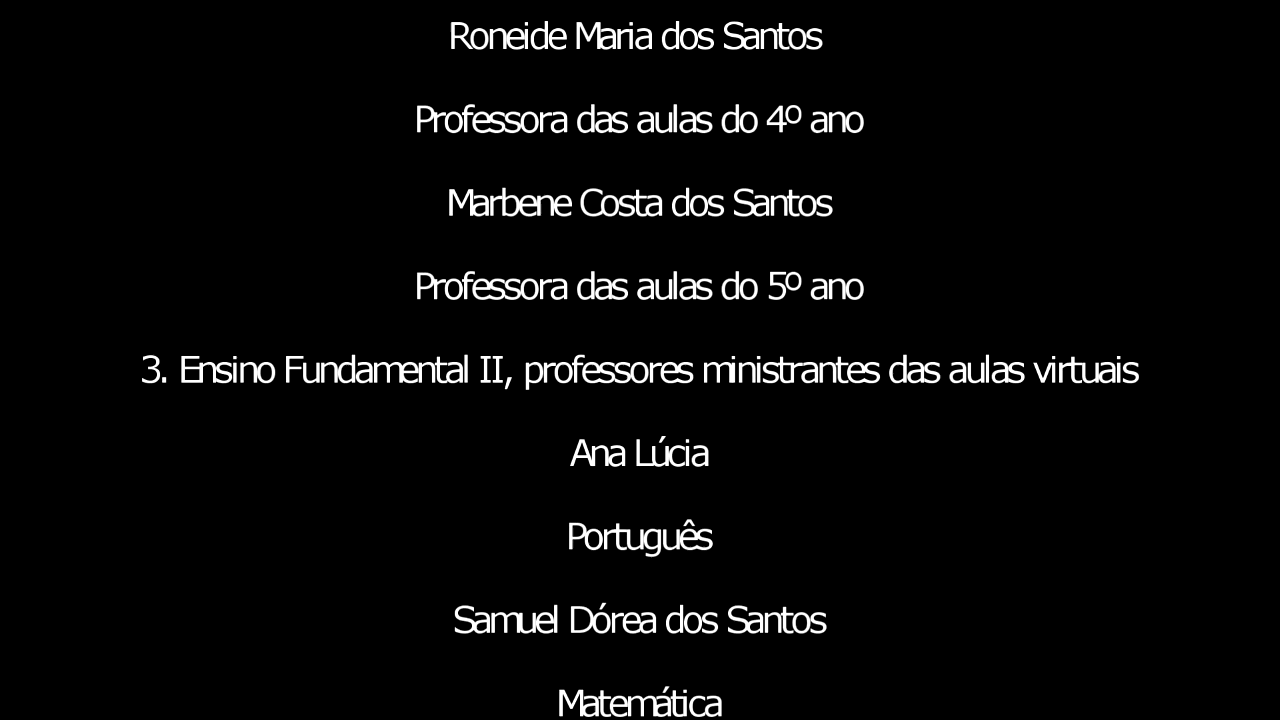 Roneide Maria dos Santos
Professora das aulas do 4º ano
Marbene Costa dos Santos
Professora das aulas do 5º ano
3. Ensino Fundamental II, professores ministrantes das aulas virtuais
Ana Lúcia
Português
Samuel Dórea dos Santos
Matemática